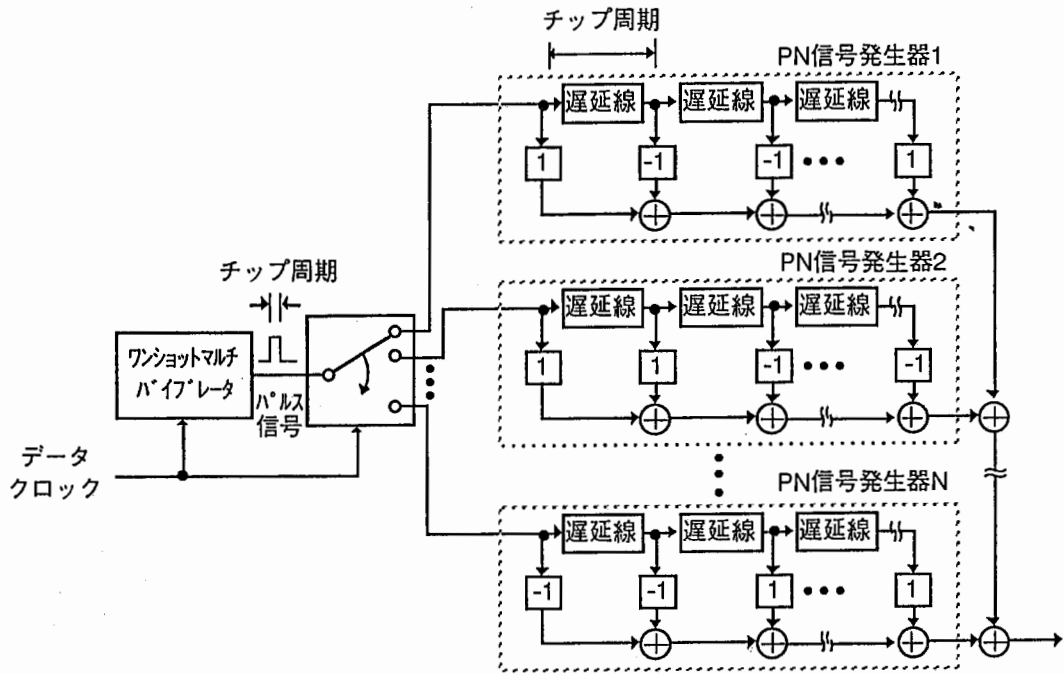 チップ周期
PN信号発生器1
遅延線 遅延線 遅延線
1 -1 -1 ••• 1
チップ周期
PN信号発生器2
遅延線 遅延線 遅延線
1 1 -1 ••• -1
ワンショットマルチ
バイブレータ
パルス
信号
データ
クロック
PN信号発生器N
遅延線 遅延線 遅延線
-1 -1 1 ••• 1